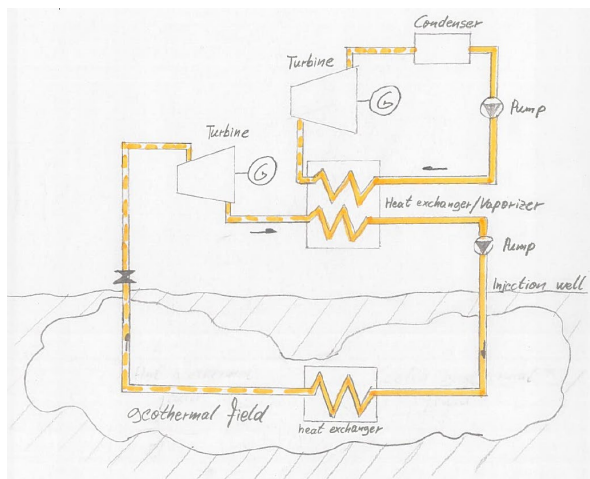 Condenser
Turbine
G
Pump
Turbine
G
Heat exchanger/Vaporizer
Pump
Injection well
geothermal field
heat exchanger